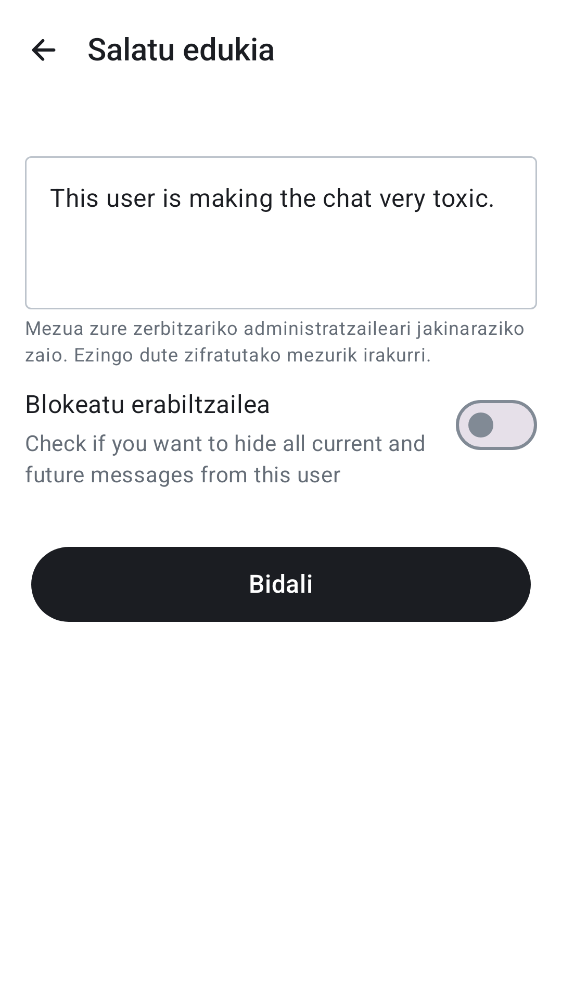 Salatu edukia
This user is making the chat very toxic.
Mezua zure zerbitzariko administratzaileari jakinaraziko
zaio. Ezingo dute zifratutako mezurik irakurri.
Blokeatu erabiltzailea
Check if you want to hide all current and
future messages from this user
Bidali